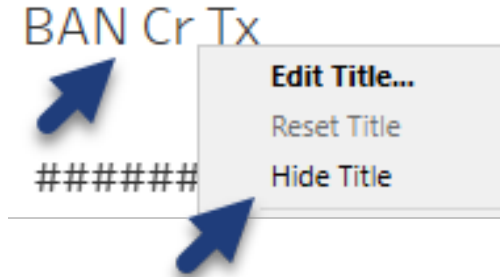 BAN Cr Tx
Edit Title...
Reset Title
######
Hide Title